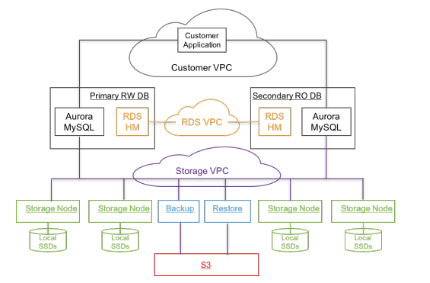 Customer
Application
Customer VPC
Primary RW DB
Secondary RO DB
Aurora
MySQL
RDS
HM
RDS VPC
RDS
HM
Aurora
MySQL
Storage VPC
Storage Node
Storage Node
Backup
Restore
Storage Node
Storage Node
Local
SSDs
Local
SSDs
Local
SSDs
Local
SSDs
S3